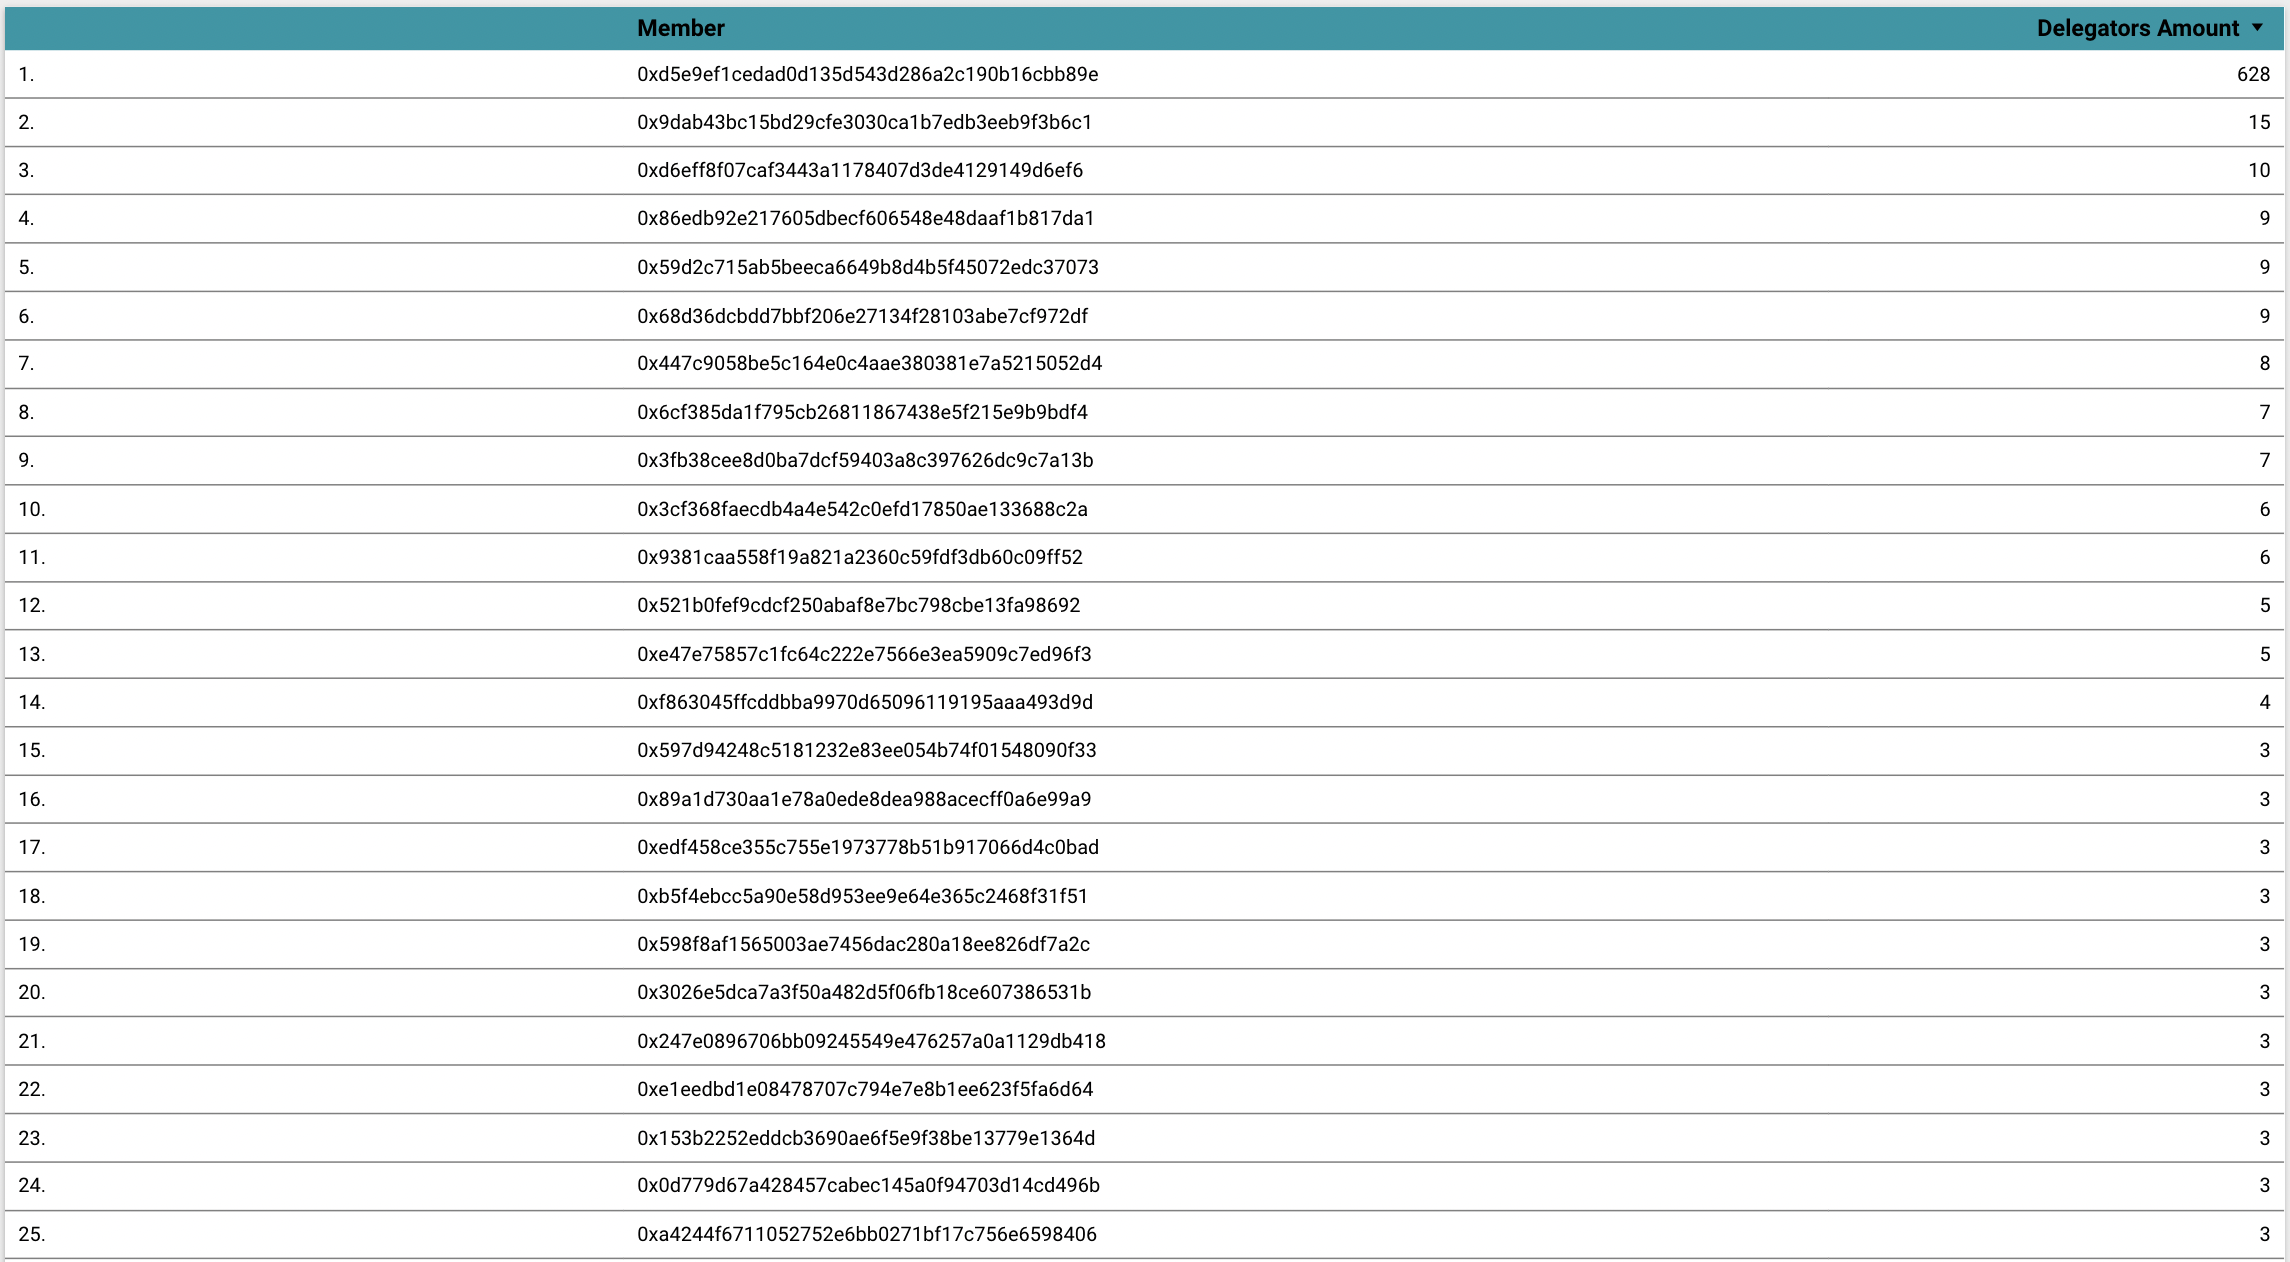 Member Delegators Amount
1. 0xd5e9ef1cedad0d135d543d286a2c190b16cbb89e 628
2. 0x9dab43bc15bd29cfe3030ca1b7edb3eeb9f3b6c1 15
3. 0xd6eff8f07caf3443a1178407d3de4129149d6ef6 10
4. 0x86edb92e217605dbecf606548e48daaf1b817da1 9
5. 0x59d2c715ab5beeca6649b8d4b5f45072edc37073 9
6. 0x68d36dcbdd7bbf206e27134f28103abe7cf972df 9
7. 0x447c9058be5c164e0c4aae380381e7a5215052d4 8
8. 0x6cf385da1f795cb26811867438e5f215e9b9bdf4 7
9. 0x3fb38cee8d0ba7dcf59403a8c397626dc9c7a13b 7
10. 0x3cf368faecdb4a4e542c0efd17850ae133688c2a 6
11. 0x9381caa558f19a821a2360c59fdf3db60c09ff52 6
12. 0x521b0fef9cdcf250abaf8e7bc798cbe13fa98692 5
13. 0xe47e75857c1fc64c222e7566e3ea5909c7ed96f3 5
14. 0xf863045ffcddbba9970d65096119195aaa493d9d 4
15. 0x597d94248c5181232e83ee054b74f01548090f33 3
16. 0x89a1d730aa1e78a0ede8dea988acecff0a6e99a9 3
17. 0xedf458ce355c755e1973778b51b917066d4c0bad 3
18. 0xb5f4ebcc5a90e58d953ee9e64e365c2468f31f51 3
19. 0x598f8af1565003ae7456dac280a18ee826df7a2c 3
20. 0x3026e5dca7a3f50a482d5f06fb18ce607386531b 3
21. 0x247e0896706bb09245549e476257a0a1129db418 3
22. 0xe1eedbd1e08478707c794e7e8b1ee623f5fa6d64 3
23. 0x153b2252eddcb3690ae6f5e9f38be13779e1364d 3
24. 0x0d779d67a428457cabec145a0f94703d14cd496b 3
25. 0xa4244f6711052752e6bb0271bf17c756e6598406 3